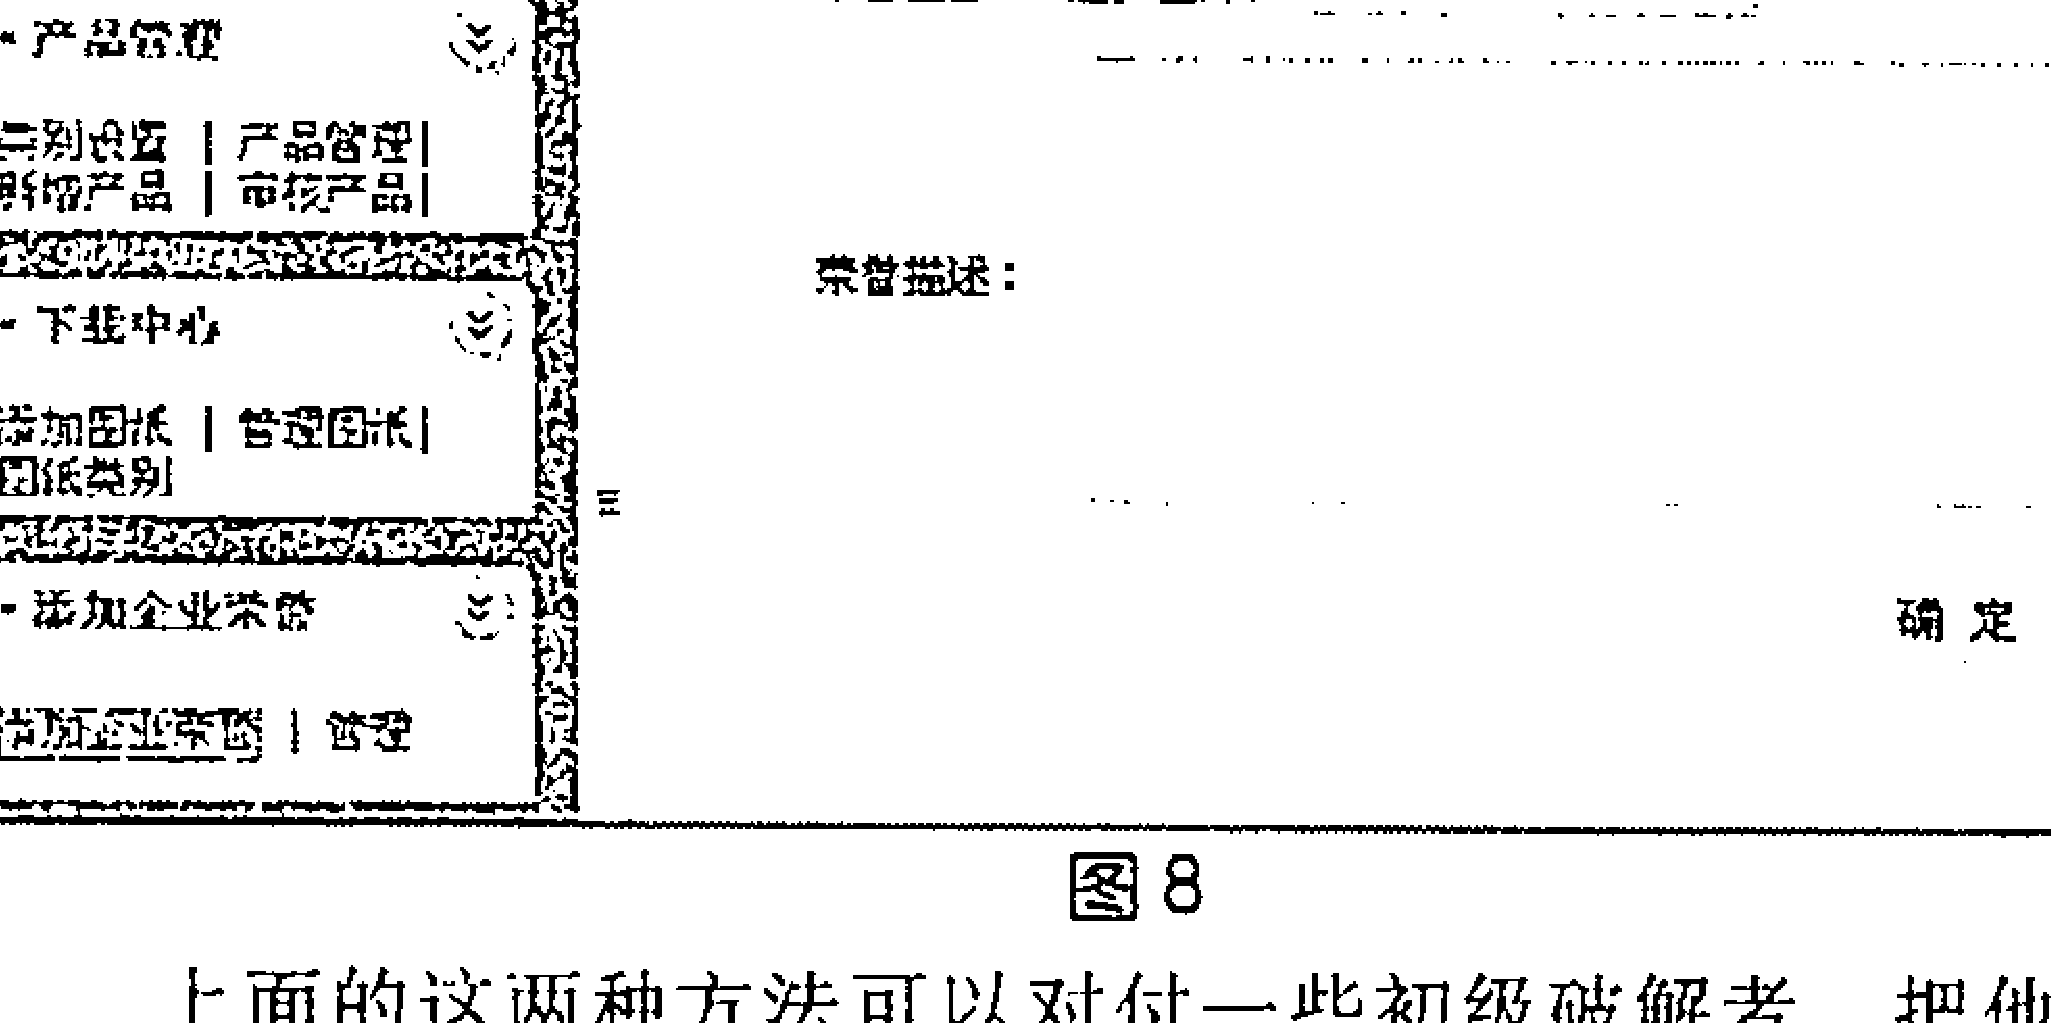 产品管理
类别设置 | 产品管理|
新增产品 | 审核产品|
荣誉描述:
下载中心
添加图纸 | 管理图纸|
图纸类别
添加企业荣誉
确 定
添加企业荣誉 | 管理
图 8
上面的这两种方法可以对付一些初级破解者 把他